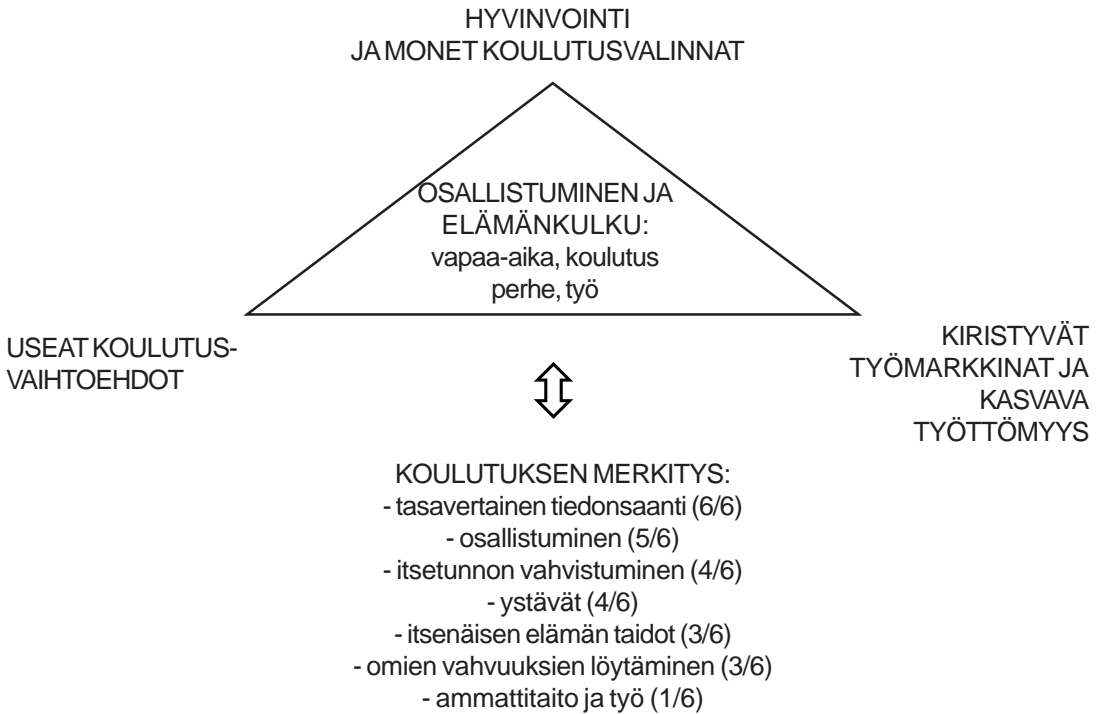 HYVINVOINTI
JA MONET KOULUTUSVALINNAT
OSALLISTUMINEN JA
ELÄMÄNKULKU:
vapaa-aika, koulutus
perhe, työ
USEAT KOULUTUS-
VAIHTOEHDOT
KIRISTYVÄT
TYÖMARKKINAT JA
KASVAVA
TYÖTTÖMYYS
KOULUTUKSEN MERKITYS:
- tasavertainen tiedonsaanti (6/6)
- osallistuminen (5/6)
- itsetunnon vahvistuminen (4/6)
- ystävät (4/6)
- itsenäisen elämän taidot (3/6)
- omien vahvuuksien löytäminen (3/6)
- ammattitaito ja työ (1/6)